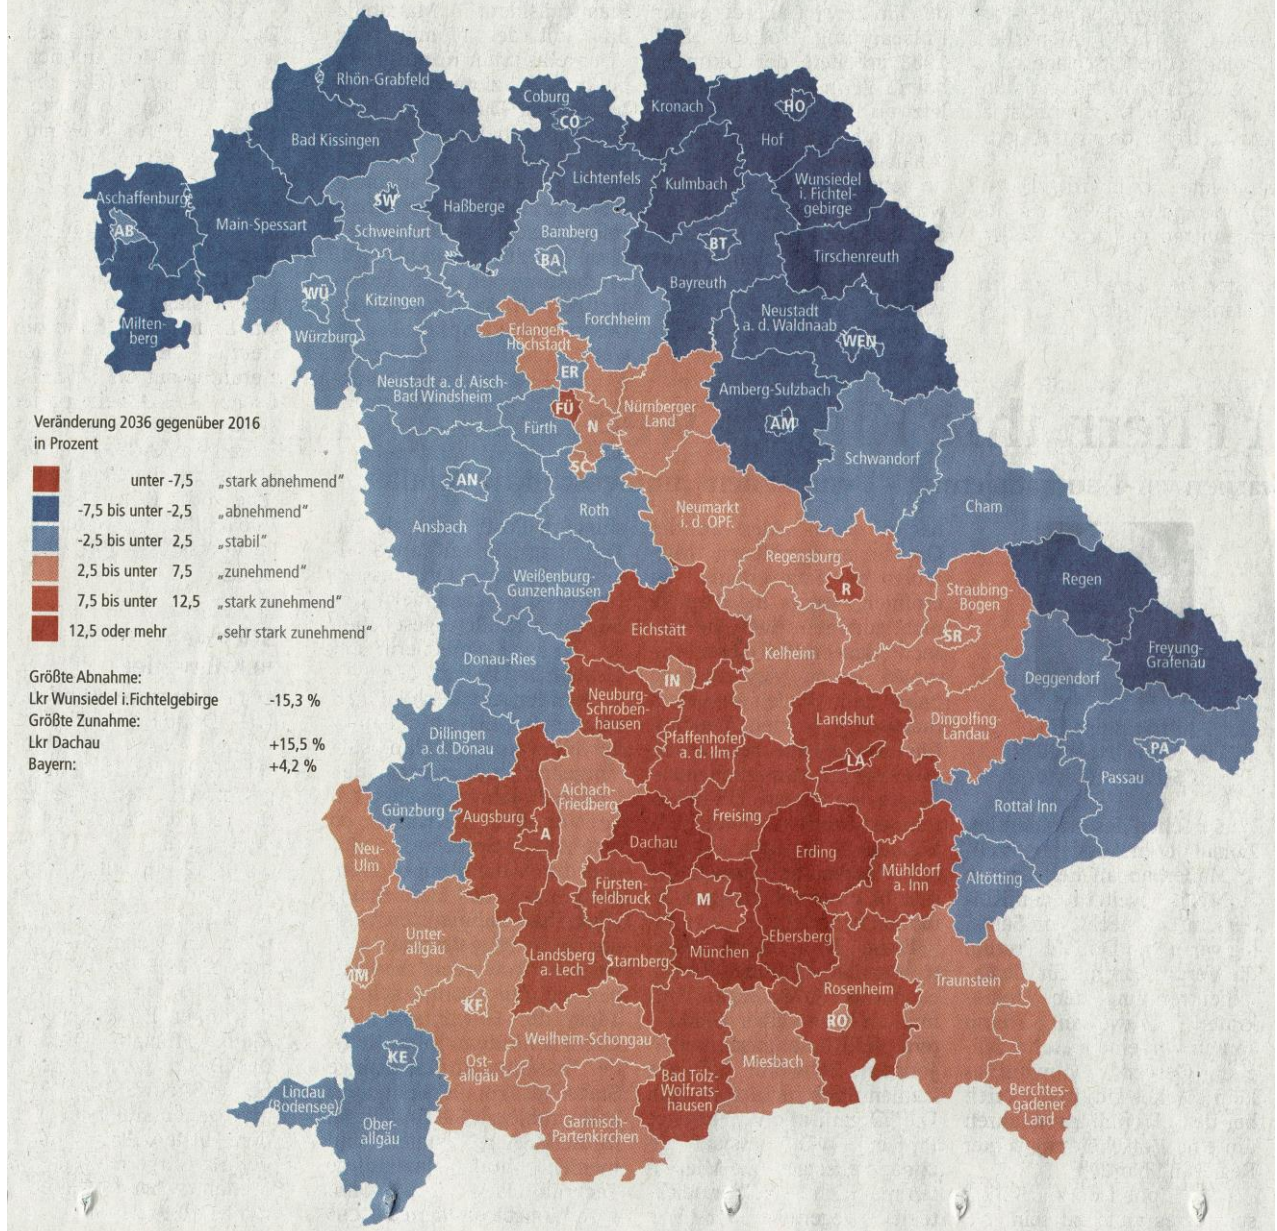 Rhön-Grabfeld
Coburg
CO
Kronach
HO
Hof
Bad Kissingen
Lichtenfels
Kulmbach
Wunsiedel
i. Fichtel-
gebirge
Aschaffenburg
AB
Main-Spessart
SW
Schweinfurt
Haßberge
Bamberg
BA
BT
Bayreuth
Tirschenreuth
Milten-
berg
WÜ
Würzburg
Kitzingen
Forchheim
Erlangen
Höchstadt
Neustadt
a. d. Waldnaab
WEN
Neustadt a. d. Aisch-
Bad Windsheim
ER
FÜ
Fürth
N
Nürnberger
Land
Amberg-Sulzbach
AM
SC
AN
Ansbach
Roth
Schwandorf
Cham
Neumarkt
i. d. OPF.
Veränderung 2036 gegenüber 2016
in Prozent
unter -7,5 „stark abnehmend“
-7,5 bis unter -2,5 „abnehmend“
-2,5 bis unter 2,5 „stabil“
2,5 bis unter 7,5 „zunehmend“
7,5 bis unter 12,5 „stark zunehmend“
12,5 oder mehr „sehr stark zunehmend“
Größte Abnahme:
Lkr Wunsiedel i.Fichtelgebirge -15,3 %
Größte Zunahme:
Lkr Dachau +15,5 %
Bayern: +4,2 %
Weißenburg-
Gunzenhausen
Regensburg
R
Straubing-
Bogen
SR
Regen
Freyung-
Grafenau
Eichstätt
Kelheim
Deggendorf
Donau-Ries
IN
Neuburg-
Schroben-
hausen
Pfaffenhofen
a. d. Ilm
Landshut
LA
Dingolfing-
Landau
PA
Passau
Dillingen
a. d. Donau
Rottal Inn
Günzburg
Augsburg
A
Aichach-
Friedberg
Freising
Dachau
Erding
Mühldorf
a. Inn
Altötting
Neu-
Ulm
Fürsten-
feldbruck
M
München
Ebersberg
Unter-
allgäu
MM
Landsberg
a. Lech
Starnberg
Rosenheim
RO
Traunstein
KF
Weilheim-Schongau
Miesbach
KE
Ost-
allgäu
Bad Tölz-
Wolfrats-
hausen
Berchtes-
gadener
Land
Lindau
(Bodensee)
Ober-
allgäu
Garmisch-
Partenkirchen